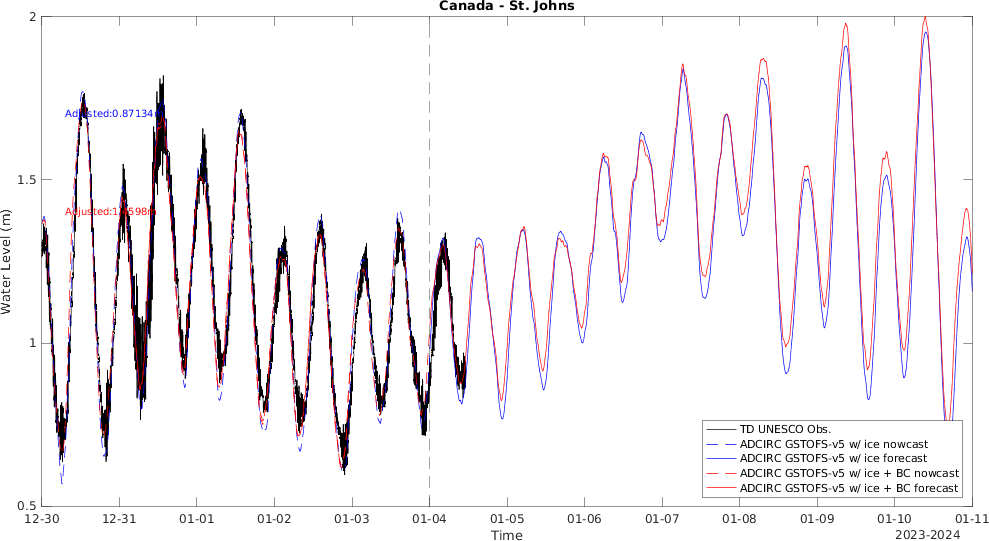 Canada - St. Johns
2
1.5
1
0.5
Water Level (m)
Adjusted:0.87134m
TD UNESCO Obs.
ADCIRC GSTOFS-v5 w/ ice nowcast
ADCIRC GSTOFS-v5 w/ ice forecast
ADCIRC GSTOFS-v5 w/ ice + BC nowcast
ADCIRC GSTOFS-v5 w/ ice + BC forecast
12-30 12-31 01-01 01-02 01-03 01-04 01-05 01-06 01-07 01-08 01-09 01-10 01-11
Time
2023-2024